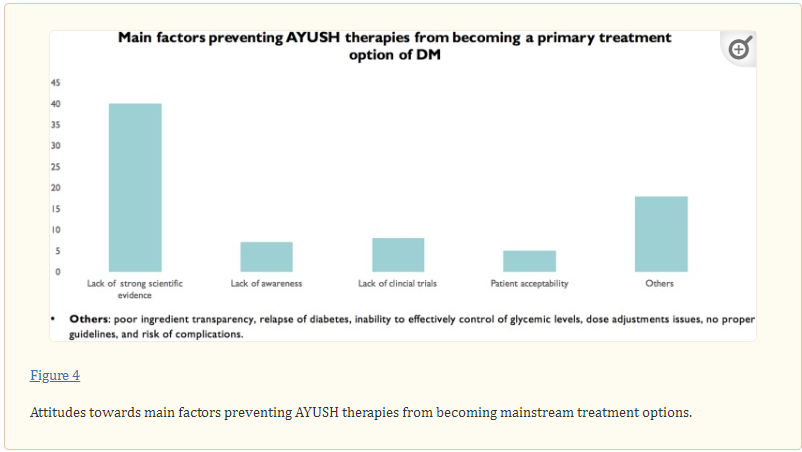 Main factors preventing AYUSH therapies from becoming a primary treatment
option of DM
45
40
35
30
25
20
15
10
5
0
Lack of strong scientific
evidence
Lack of awareness
Lack of clincial trials
Patient acceptability
Others
• Others: poor ingredient transparency, relapse of diabetes, inability to effectively control of glycemic levels, dose adjustments issues, no proper
guidelines, and risk of complications.
Figure 4
Attitudes towards main factors preventing AYUSH therapies from becoming mainstream treatment options.